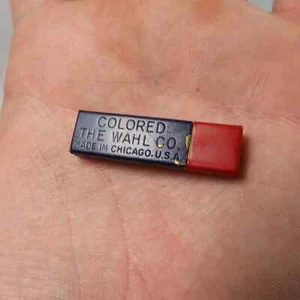 COLORED
THE WAHL CO.
MADE IN CHICAGO. U.S.A.